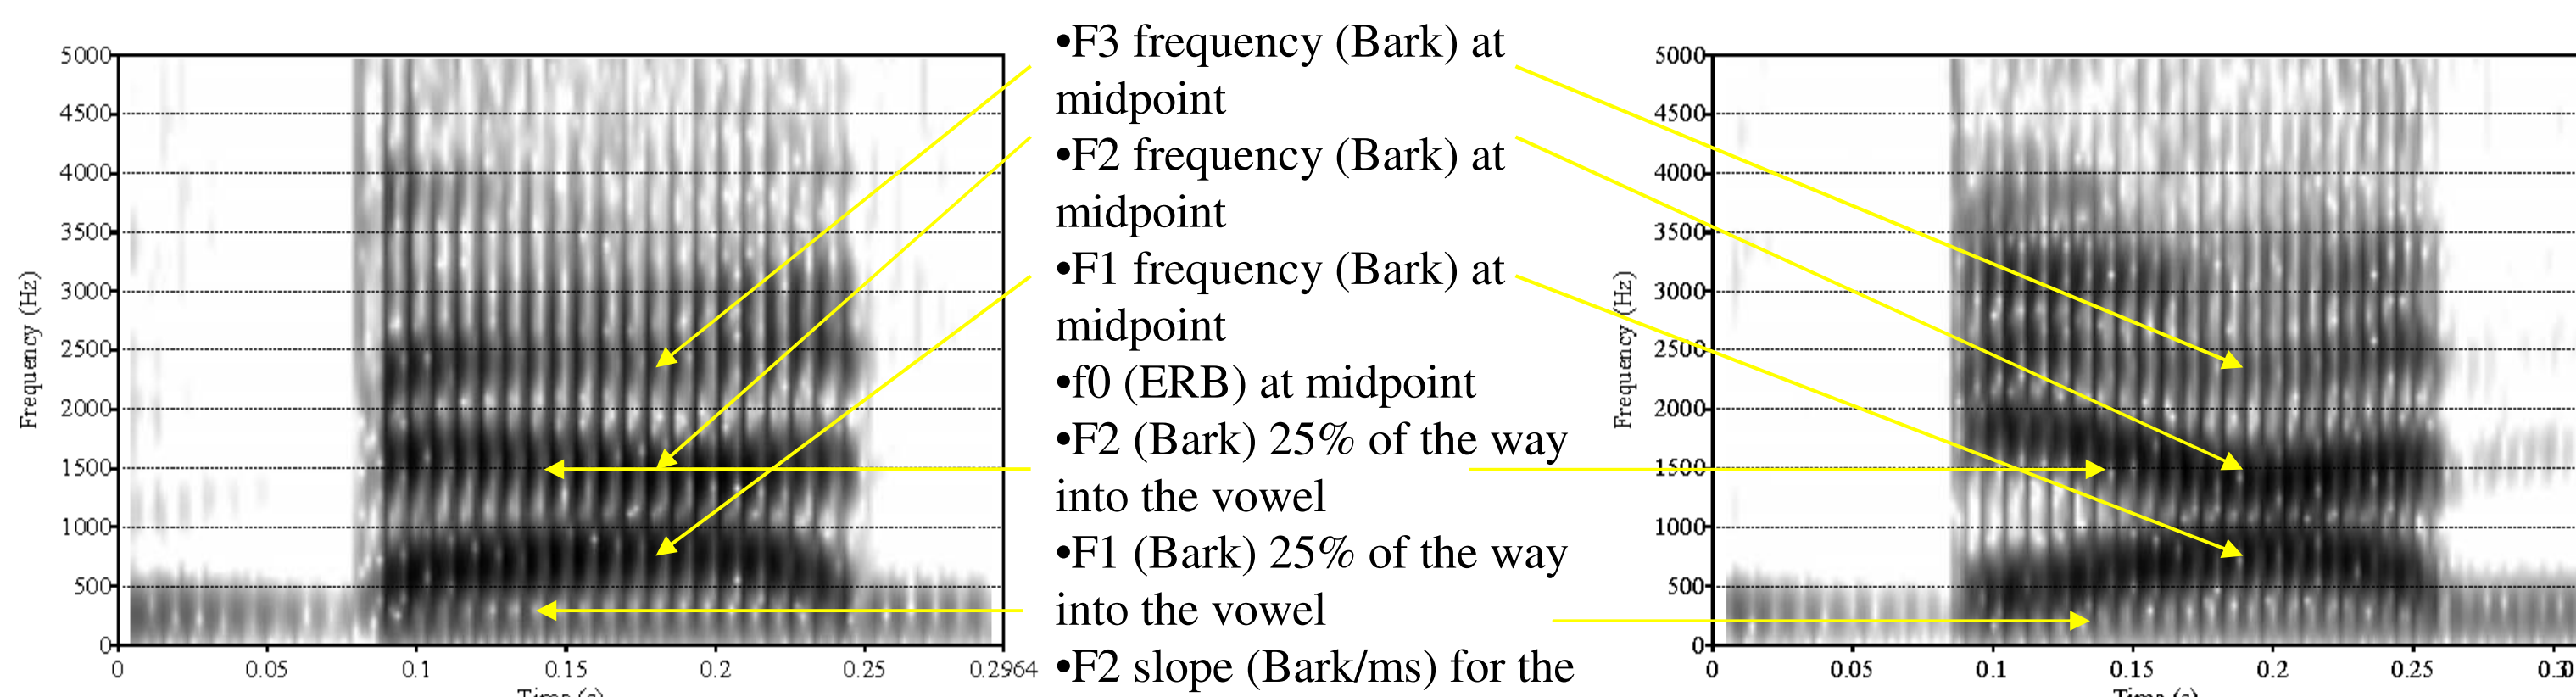 5000
4500
4000
3500
3000
2500
2000
1500
1000
500
0
Frequency (Hz)
0 0.05 0.1 0.15 0.2 0.25 0.2964
Time (s)
•F3 frequency (Bark) at
midpoint
•F2 frequency (Bark) at
midpoint
•F1 frequency (Bark) at
midpoint
•f0 (ERB) at midpoint
•F2 (Bark) 25% of the way
into the vowel
•F1 (Bark) 25% of the way
into the vowel
•F2 slope (Bark/ms) for the
5000
4500
4000
3500
3000
2500
2000
1500
1000
500
0
Frequency (Hz)
0 0.05 0.1 0.15 0.2 0.25
Time (s)